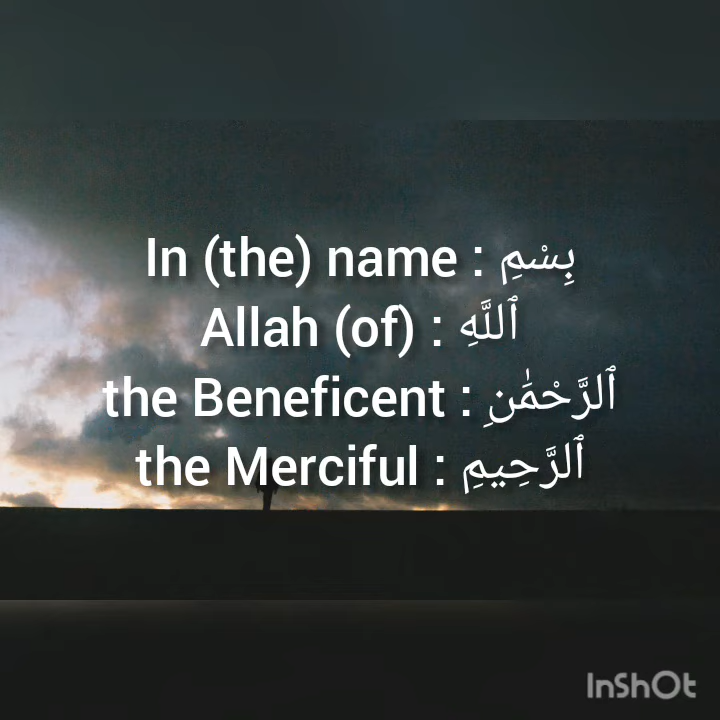 In (the) name : بِسْمِ
Allah (of) : ٱللَّهِ
the Beneficent : ٱلرَّحْمَٰنِ
the Merciful : ٱلرَّحِيمِ
InShOt